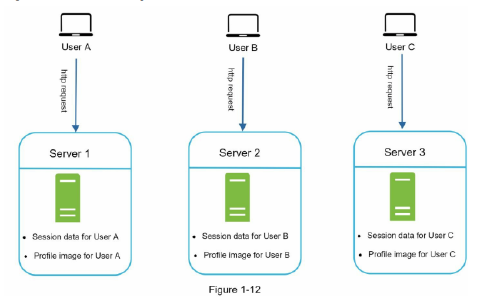 User A
User B
User C
http request
http request
http request
Server 1
Server 2
Server 3
• Session data for User A
• Profile image for User A
• Session data for User B
• Profile image for User B
• Session data for User C
• Profile image for User C
Figure 1-12